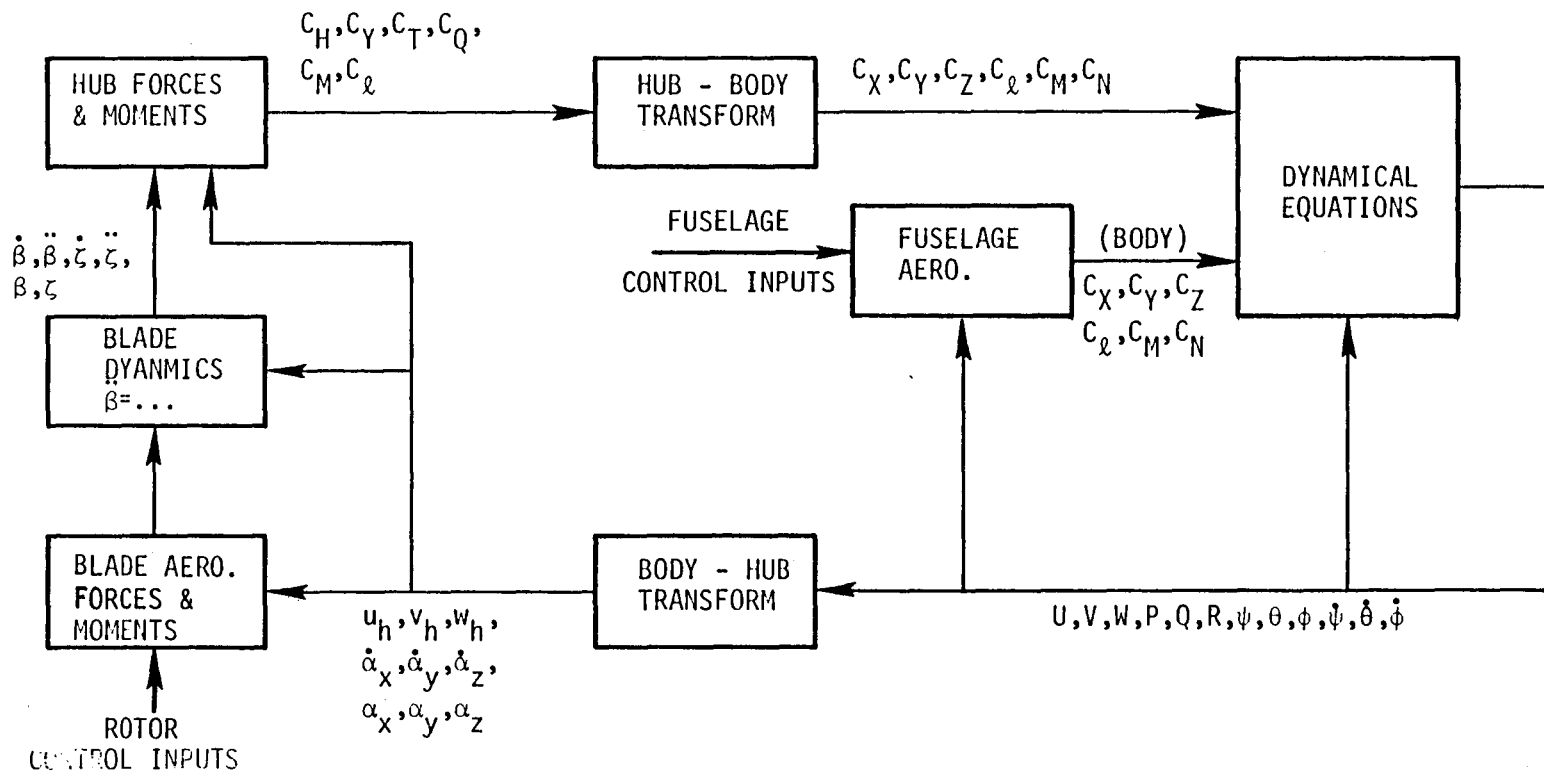 C_H,C_Y,C_T,C_Q,
C_M,C_ℓ
HUB FORCES
& MOMENTS
HUB - BODY
TRANSFORM
C_X,C_Y,C_Z,C_ℓ,C_M,C_N
DYNAMICAL
EQUATIONS
FUSELAGE
CONTROL INPUTS
FUSELAGE
AERO.
(BODY)
C_X,C_Y,C_Z
C_ℓ,C_M,C_N
β̇,β̈,ζ̇,ζ̈,
β,ζ
BLADE
DYANMICS
β̈=...
BLADE AERO.
FORCES &
MOMENTS
u_h,v_h,w_h,
α̇_x,α̇_y,α̇_z,
α_x,α_y,α_z
BODY - HUB
TRANSFORM
U,V,W,P,Q,R,ψ,θ,ϕ,ψ̇,θ̇,ϕ̇
ROTOR
CONTROL INPUTS